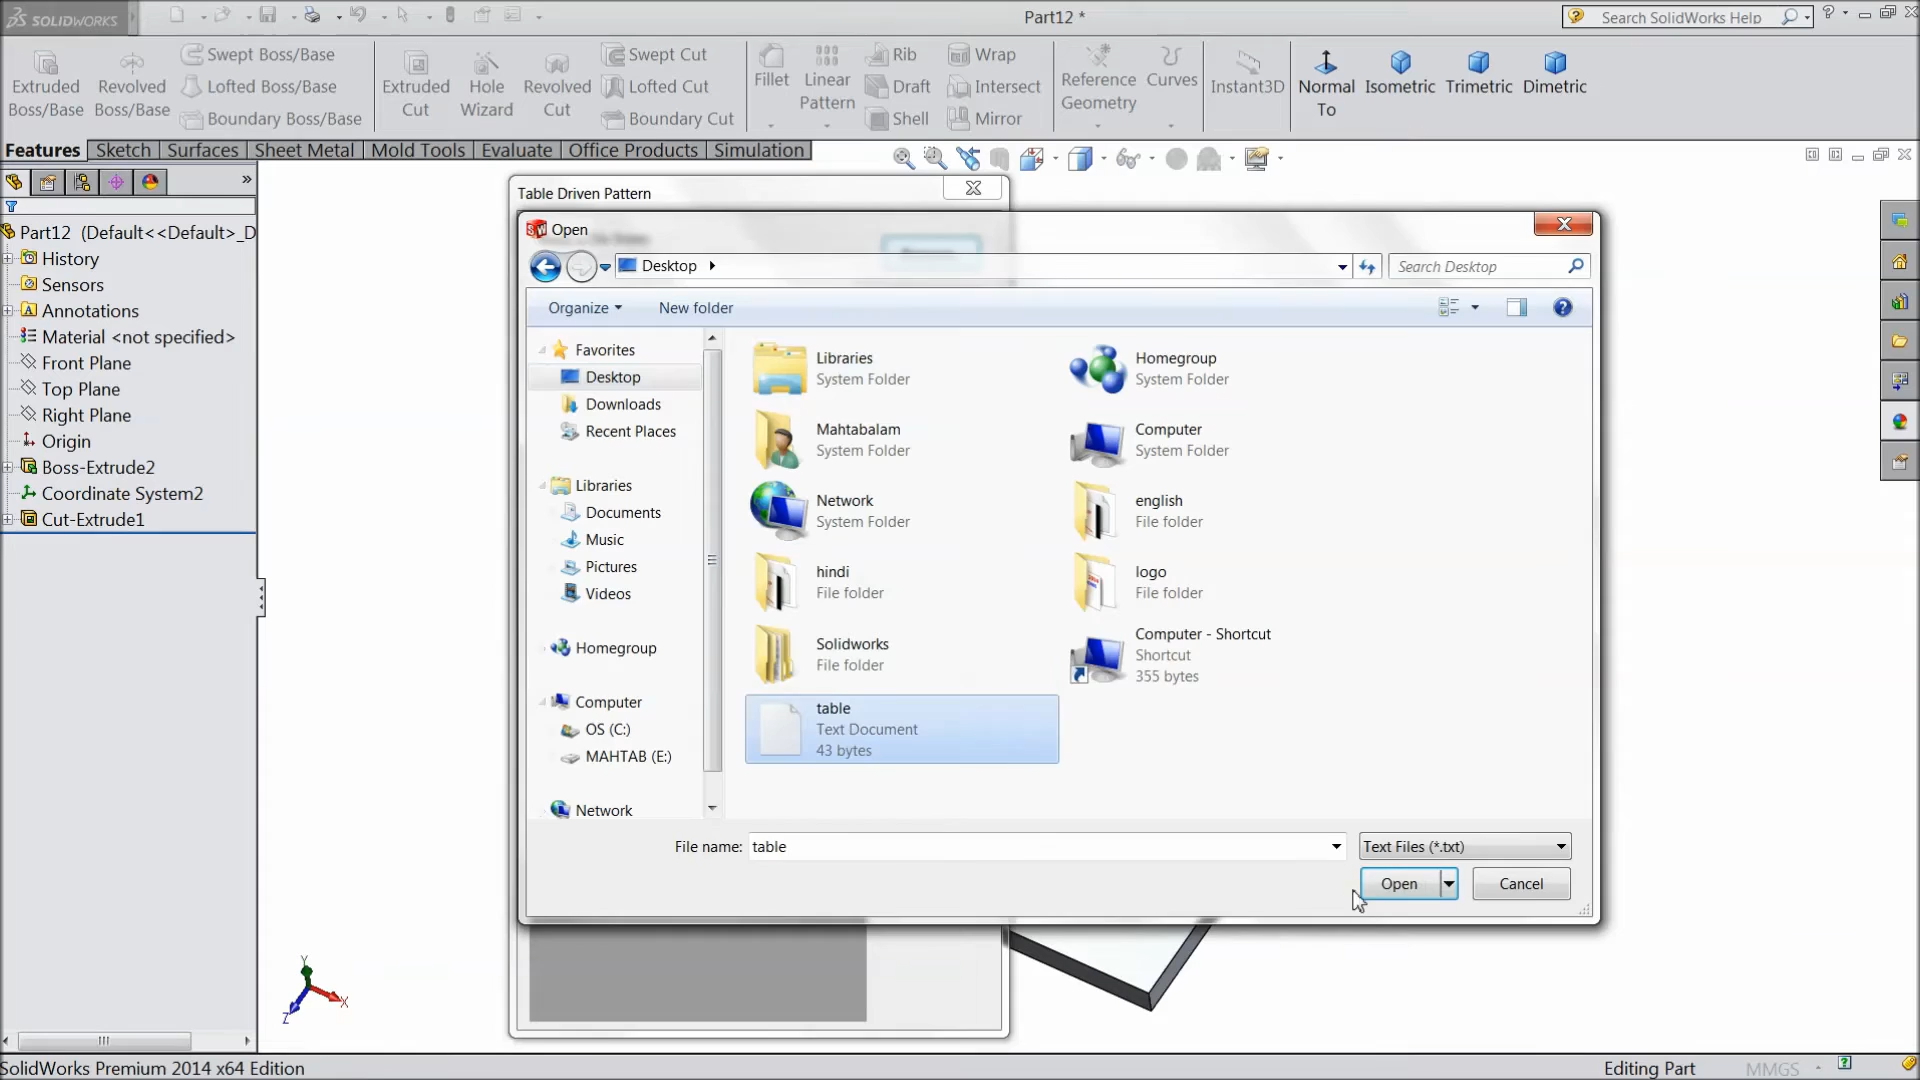 SOLIDWORKS
Part12 *
Search SolidWorks Help
Extruded Boss/Base
Revolved Boss/Base
Swept Boss/Base
Lofted Boss/Base
Boundary Boss/Base
Extruded Cut
Hole Wizard
Revolved Cut
Swept Cut
Lofted Cut
Boundary Cut
Fillet
Linear Pattern
Rib
Draft
Shell
Wrap
Intersect
Mirror
Reference Geometry
Curves
Instant3D
Normal To
Isometric
Trimetric
Dimetric
Features
Sketch
Surfaces
Sheet Metal
Mold Tools
Evaluate
Office Products
Simulation
Part12 (Default<<Default>_D
History
Sensors
Annotations
Material <not specified>
Front Plane
Top Plane
Right Plane
Origin
Boss-Extrude2
Coordinate System2
Cut-Extrude1
Table Driven Pattern
Open
Desktop
Search Desktop
Organize
New folder
Favorites
Desktop
Downloads
Recent Places
Libraries
Documents
Music
Pictures
Videos
Homegroup
Computer
OS (C:)
MAHTAB (E:)
Network
Libraries
System Folder
Homegroup
System Folder
Mahtabalam
System Folder
Computer
System Folder
Network
System Folder
english
File folder
hindi
File folder
logo
File folder
Solidworks
File folder
Computer - Shortcut
Shortcut
355 bytes
table
Text Document
43 bytes
File name: table
Text Files (*.txt)
Open
Cancel
Y
X
Z
SolidWorks Premium 2014 x64 Edition
Editing Part
MMGS